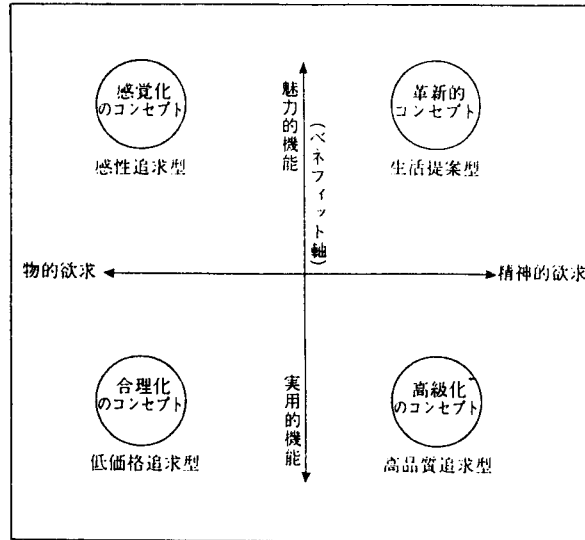 感覚化
のコンセプト
感性追求型
魅力的機能
(ベネフィット軸)
革新的
コンセプト
生活提案型
物的欲求
精神的欲求
合理化
のコンセプト
低価格追求型
実用的機能
高級化
のコンセプト
高品質追求型